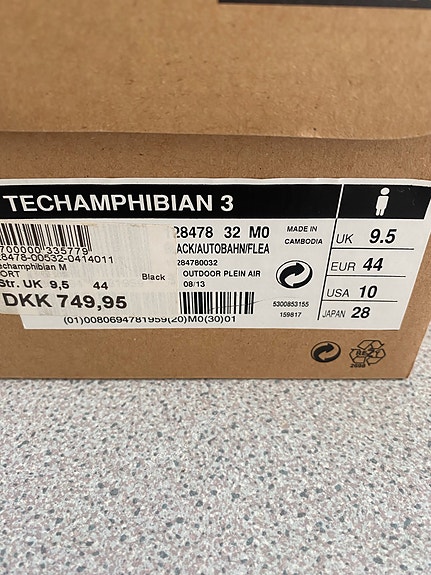 TECHAMPHIBIAN 3
700000 335779
28478-00532-0414011
echamphibian M
ORT
Black
Str. UK 9,5 44
DKK 749,95
28478 32 M0
ACK/AUTOBAHN/FLEA
284780032
OUTDOOR PLEIN AIR
08/13
(01)0080694781959(20)M0(30)01
MADE IN
CAMBODIA
5300853155
159817
UK 9.5
EUR 44
USA 10
JAPAN 28